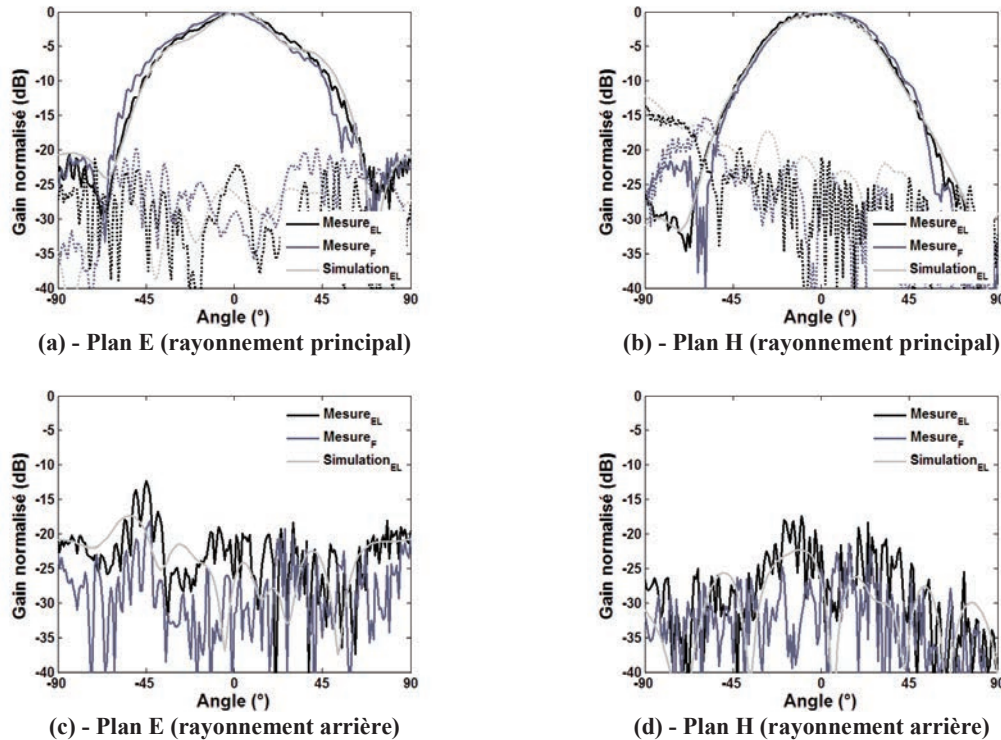 0
-5
-10
-15
-20
-25
-30
-35
-40
Gain normalisé (dB)
Mesure_EL
Mesure_F
Simulation_EL
-90 -45 0 45 90
Angle (°)
(a) - Plan E (rayonnement principal)
0
-5
-10
-15
-20
-25
-30
-35
-40
Gain normalisé (dB)
Mesure_EL
Mesure_F
Simulation_EL
-90 -45 0 45 90
Angle (°)
(b) - Plan H (rayonnement principal)
0
-5
-10
-15
-20
-25
-30
-35
-40
Gain normalisé (dB)
Mesure_EL
Mesure_F
Simulation_EL
-90 -45 0 45 90
Angle (°)
(c) - Plan E (rayonnement arrière)
0
-5
-10
-15
-20
-25
-30
-35
-40
Gain normalisé (dB)
Mesure_EL
Mesure_F
Simulation_EL
-90 -45 0 45 90
Angle (°)
(d) - Plan H (rayonnement arrière)